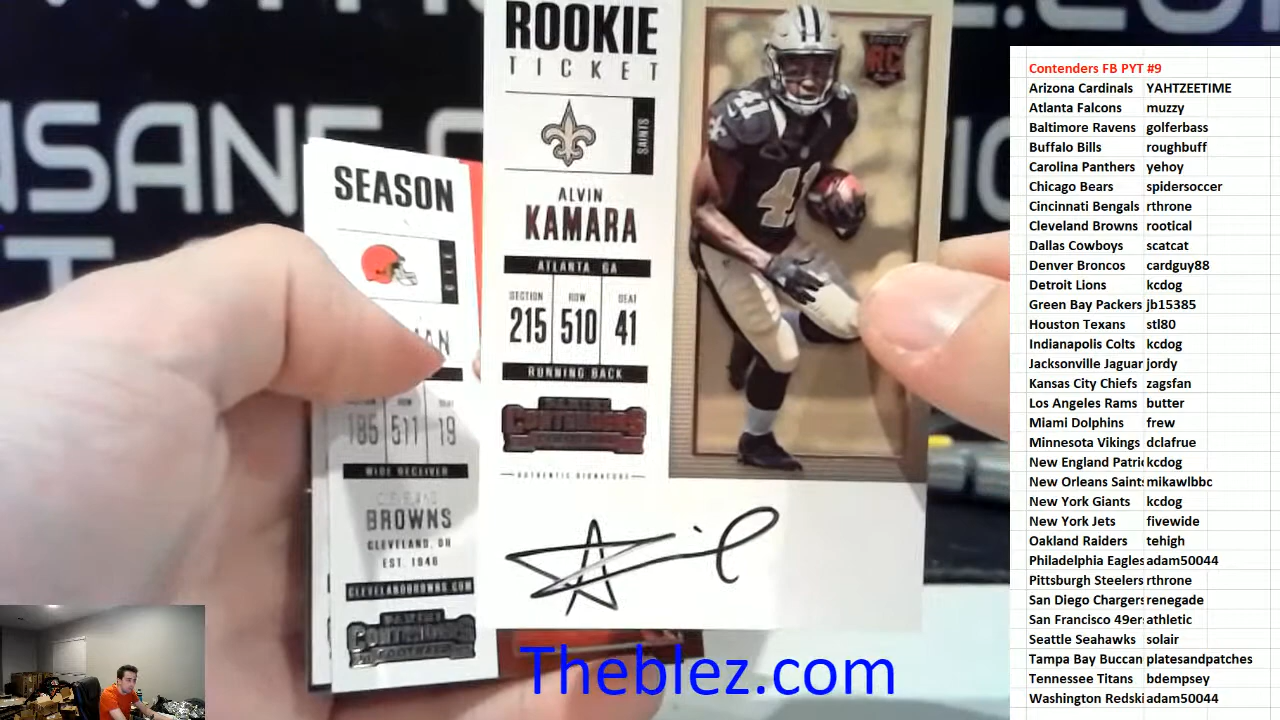 ROOKIE
TICKET
SAINTS
ALVIN
KAMARA
ATLANTA, GA
SECTION ROW SEAT
215 510 41
RUNNING BACK
PANINI
CONTENDERS
AUTHENTIC SIGNATURE
RC
41
41
SEASON
185 511 19
WIDE RECEIVER
CLEVELAND
BROWNS
CLEVELAND, OH
EST. 1946
CLEVELANDBROWNS.COM
PANINI
CONTENDERS
FOOTBALL
Theblez.com
Contenders FB PYT #9
Arizona Cardinals YAHTZEETIME
Atlanta Falcons muzzy
Baltimore Ravens golferbass
Buffalo Bills roughbuff
Carolina Panthers yehoy
Chicago Bears spidersoccer
Cincinnati Bengals rthrone
Cleveland Browns rootical
Dallas Cowboys scatcat
Denver Broncos cardguy88
Detroit Lions kcdog
Green Bay Packers jb15385
Houston Texans stl80
Indianapolis Colts kcdog
Jacksonville Jaguar jordy
Kansas City Chiefs zagsfan
Los Angeles Rams butter
Miami Dolphins frew
Minnesota Vikings dclafrue
New England Patri kcdog
New Orleans Saints mikawlbbc
New York Giants kcdog
New York Jets fivewide
Oakland Raiders tehigh
Philadelphia Eagles adam50044
Pittsburgh Steelers rthrone
San Diego Chargers renegade
San Francisco 49er athletic
Seattle Seahawks solair
Tampa Bay Buccan platesandpatches
Tennessee Titans bdempsey
Washington Redski adam50044